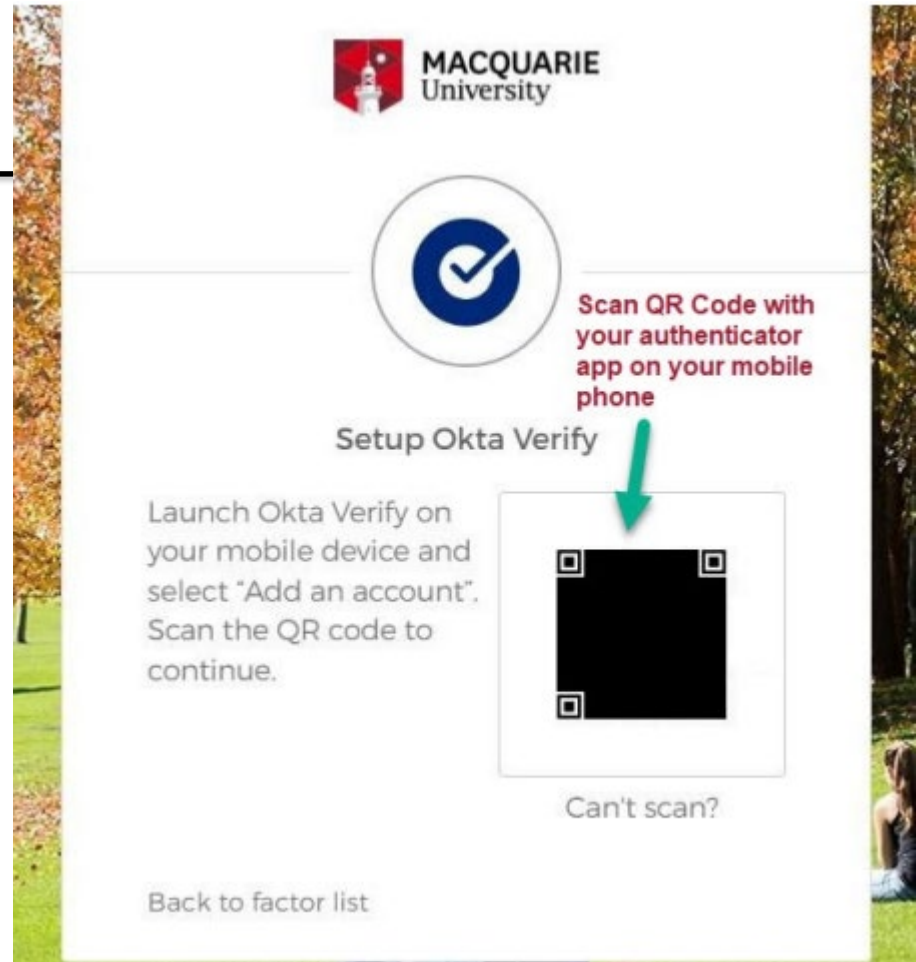 MACQUARIE
University
Scan QR Code with
your authenticator
app on your mobile
phone
Setup Okta Verify
Launch Okta Verify on
your mobile device and
select “Add an account”.
Scan the QR code to
continue.
Can't scan?
Back to factor list